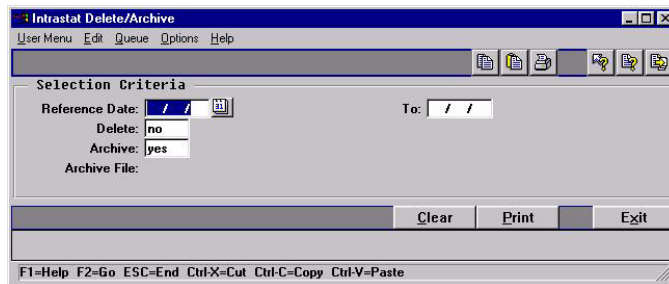 Intrastat Delete/Archive
User Menu Edit Queue Options Help
Selection Criteria
Reference Date: / / 31 To: / /
Delete: no
Archive: yes
Archive File:
Clear Print Exit
F1=Help F2=Go ESC=End Ctrl-X=Cut Ctrl-C=Copy Ctrl-V=Paste